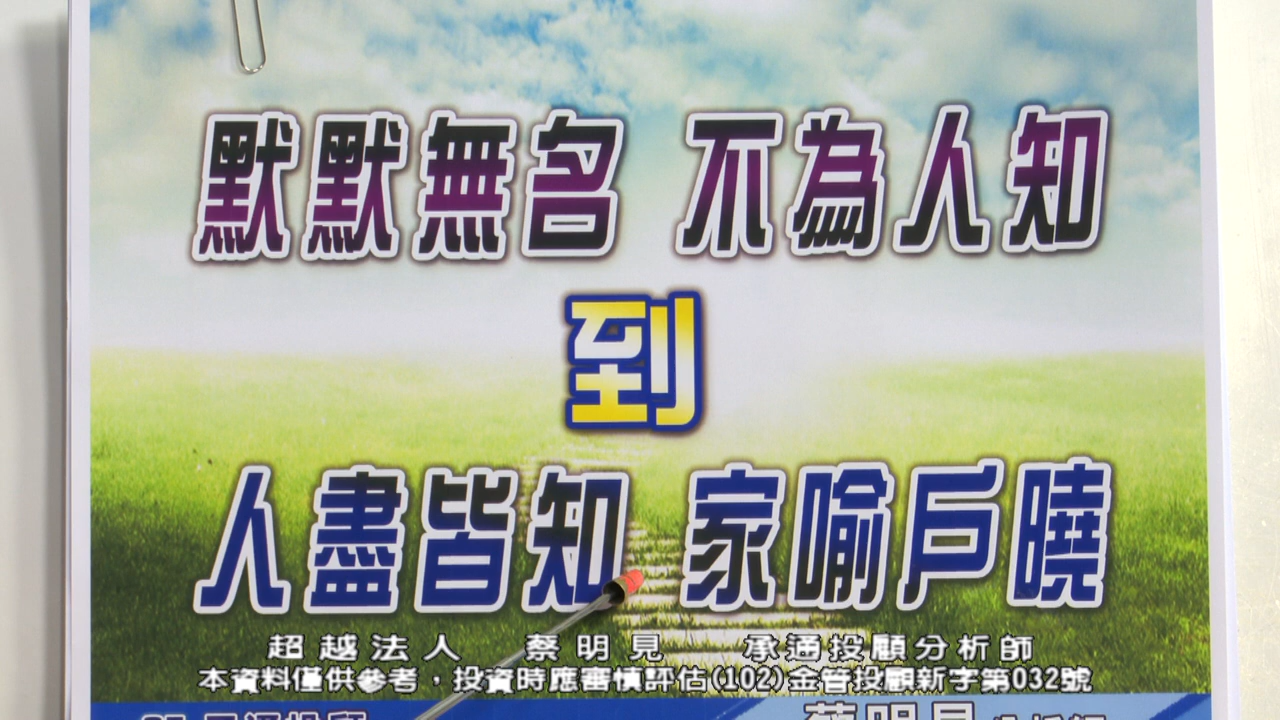 默默無名 不為人知
到
人盡皆知 家喻戶曉
超越法人 蔡明見 承通投顧分析師
本資料僅供參考，投資時應審慎評估(102)金管投顧新字第032號